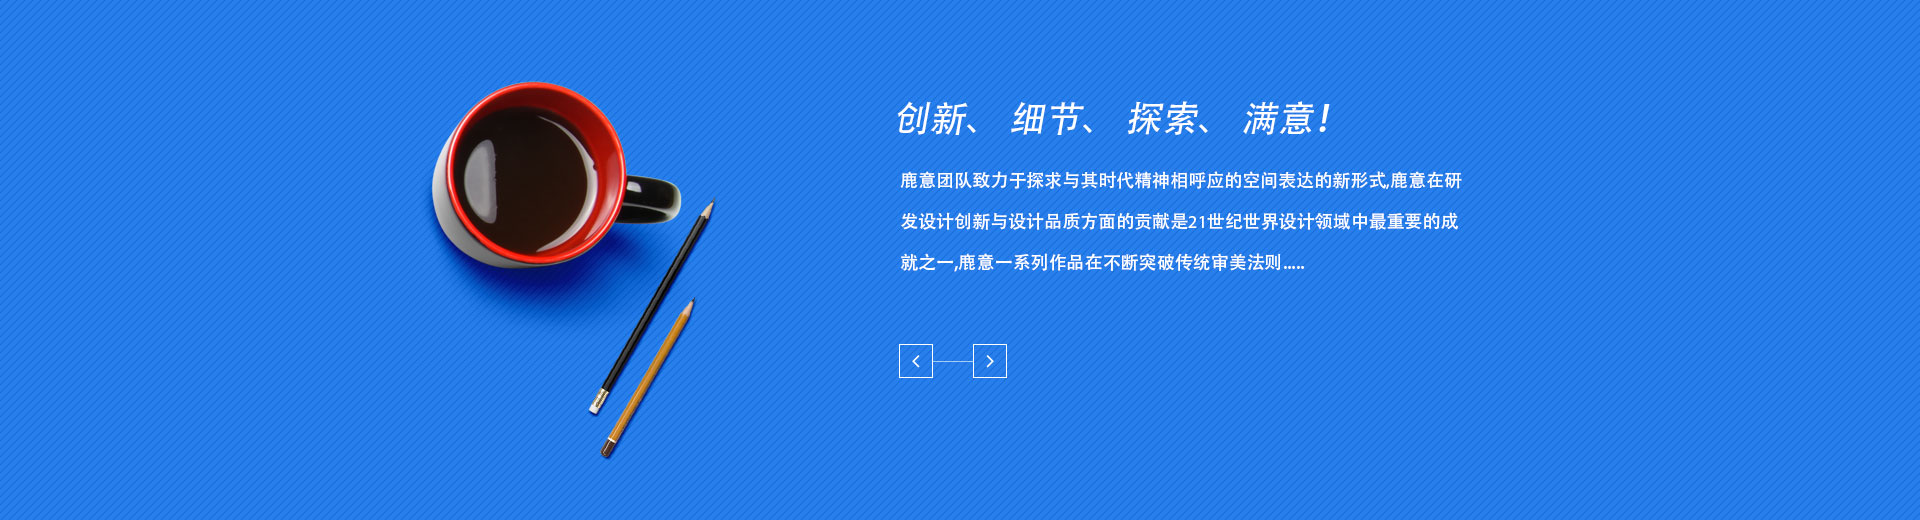 创新、 细节、 探索、 满意！
鹿意团队致力于探求与其时代精神相呼应的空间表达的新形式,鹿意在研
发设计创新与设计品质方面的贡献是21世纪世界设计领域中最重要的成
就之一,鹿意一系列作品在不断突破传统审美法则.....